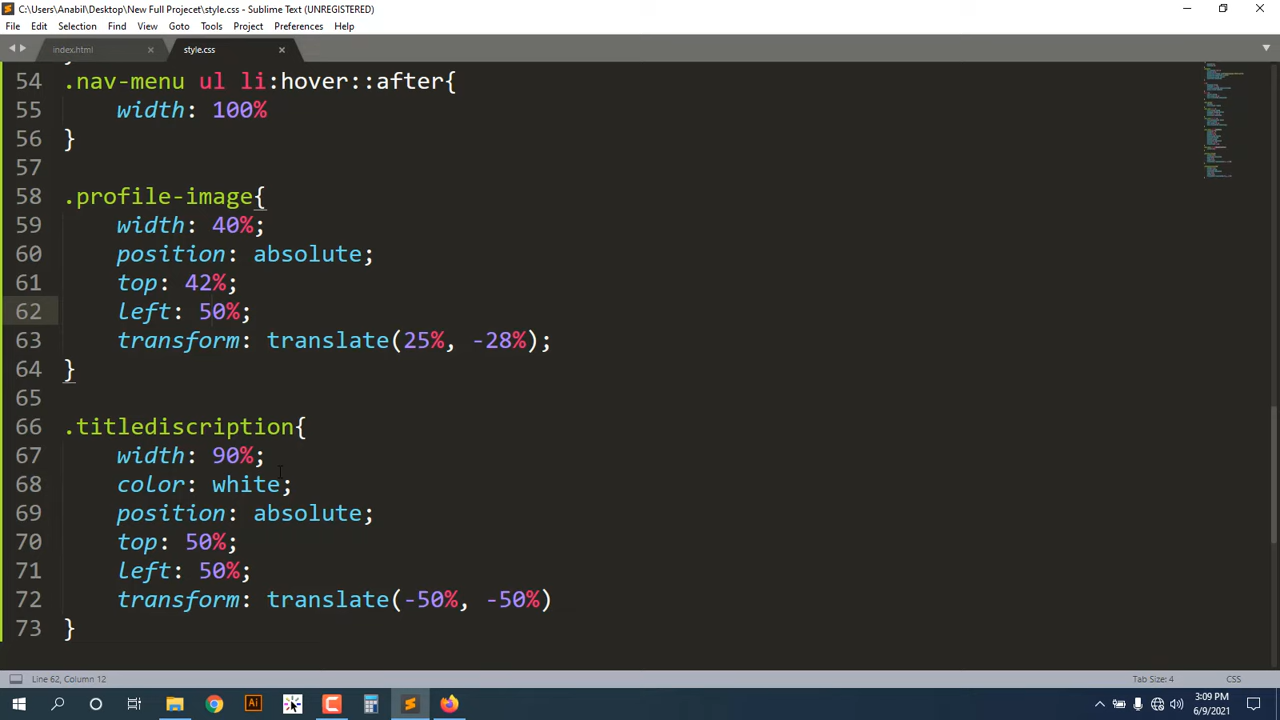 C:\Users\Anabil\Desktop\New Full Projecet\style.css - Sublime Text (UNREGISTERED)
File Edit Selection Find View Goto Tools Project Preferences Help
index.html style.css
54 .nav-menu ul li:hover::after{
55 width: 100%
56 }
57
58 .profile-image{
59 width: 40%;
60 position: absolute;
61 top: 42%;
62 left: 50%;
63 transform: translate(25%, -28%);
64 }
65
66 .titlediscription{
67 width: 90%;
68 color: white;
69 position: absolute;
70 top: 50%;
71 left: 50%;
72 transform: translate(-50%, -50%)
73 }
Line 62, Column 12 Tab Size: 4 CSS
Ai
3:09 PM
6/9/2021